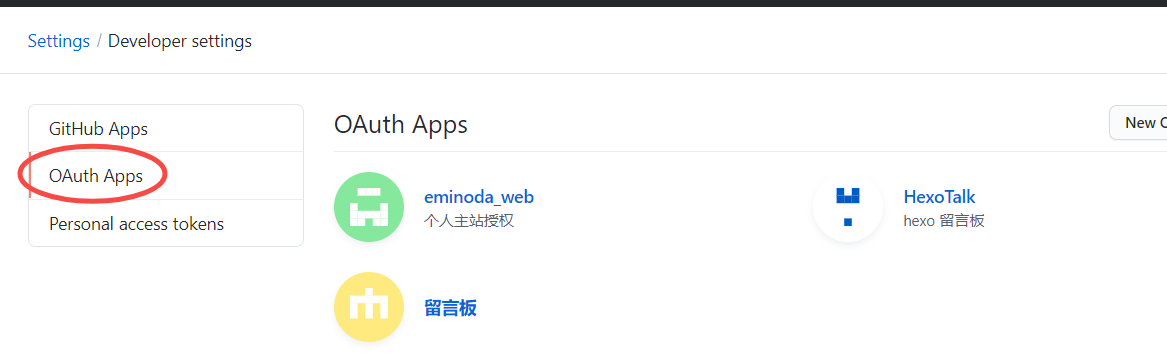 Settings / Developer settings
GitHub Apps
OAuth Apps
Personal access tokens
OAuth Apps
New
eminoda_web
个人主站授权
HexoTalk
hexo 留言板
留言板